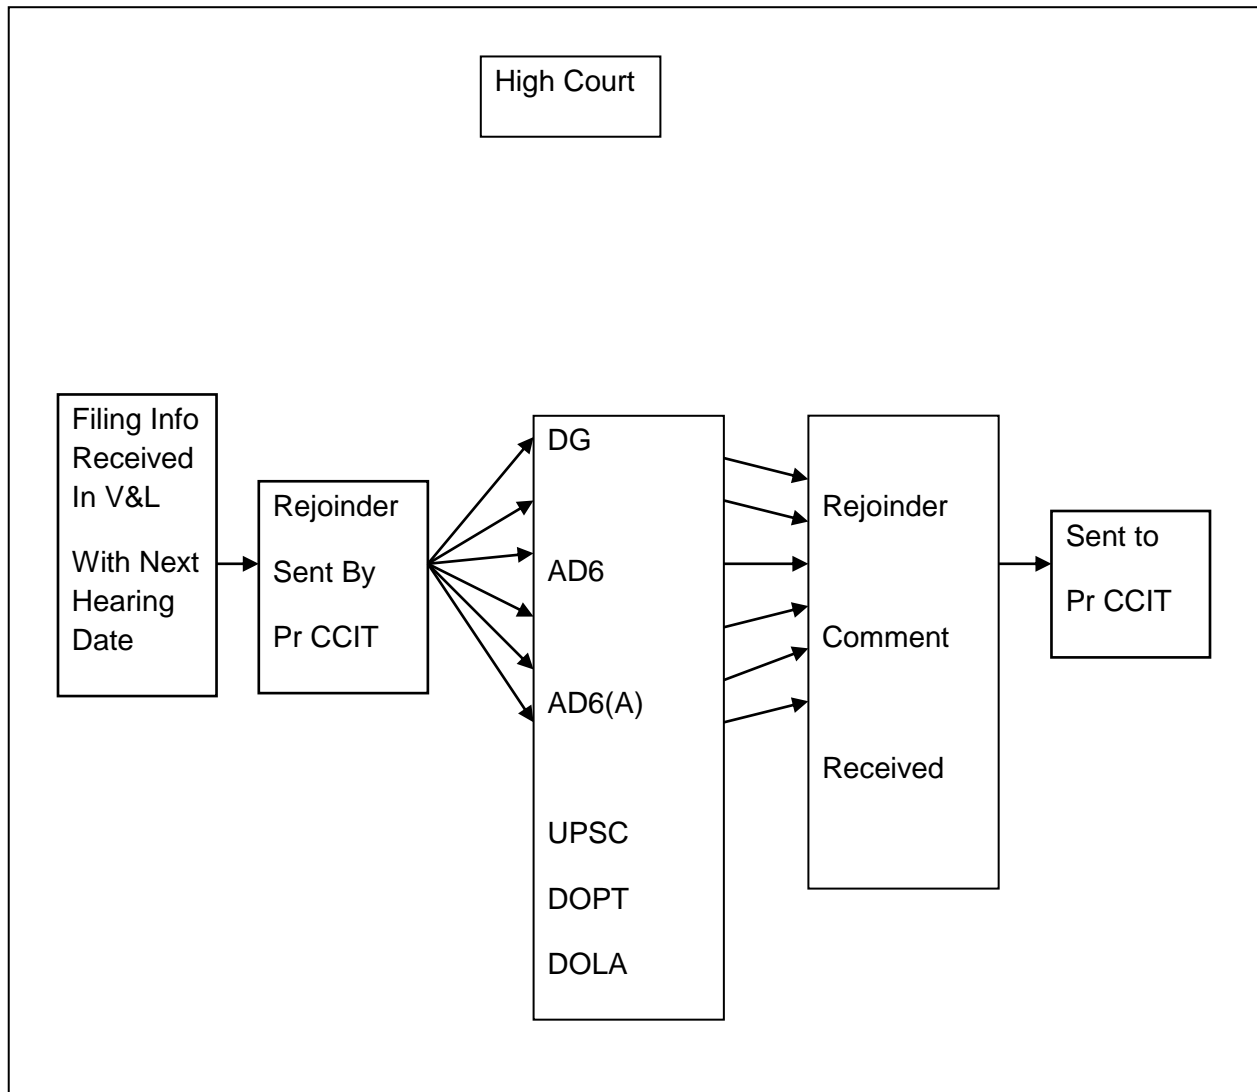 High Court
Filing Info
Received
In V&L
With Next
Hearing
Date
Rejoinder
Sent By
Pr CCIT
DG
AD6
AD6(A)
UPSC
DOPT
DOLA
Rejoinder
Comment
Received
Sent to
Pr CCIT